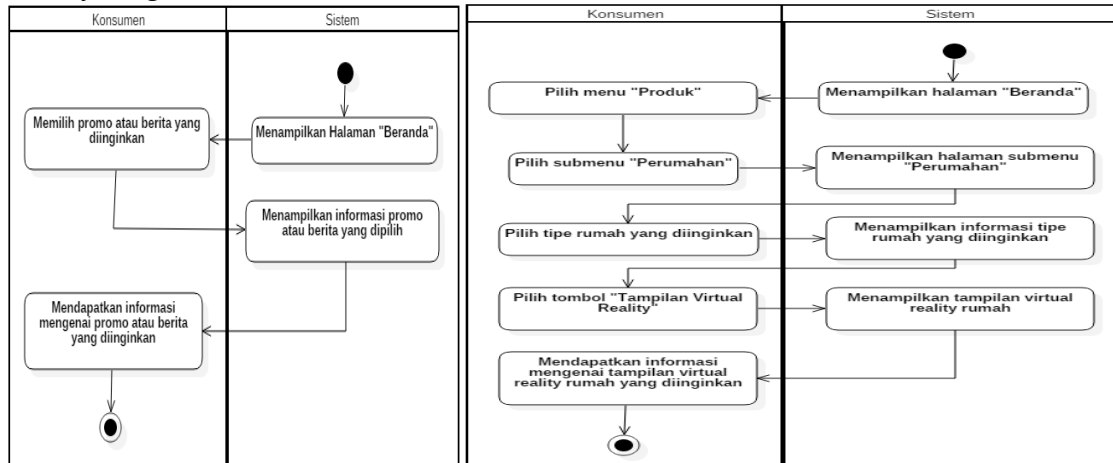 Konsumen
Sistem
Menampilkan Halaman "Beranda"
Memilih promo atau berita yang
diinginkan
Menampilkan informasi promo
atau berita yang dipilih
Mendapatkan informasi
mengenai promo atau berita
yang diinginkan
Konsumen
Sistem
Menampilkan halaman "Beranda"
Pilih menu "Produk"
Pilih submenu "Perumahan"
Menampilkan halaman submenu
"Perumahan"
Pilih tipe rumah yang diinginkan
Menampilkan informasi tipe
rumah yang diinginkan
Pilih tombol "Tampilan Virtual
Reality"
Menampilkan tampilan virtual
reality rumah
Mendapatkan informasi
mengenai tampilan virtual
reality rumah yang diinginkan